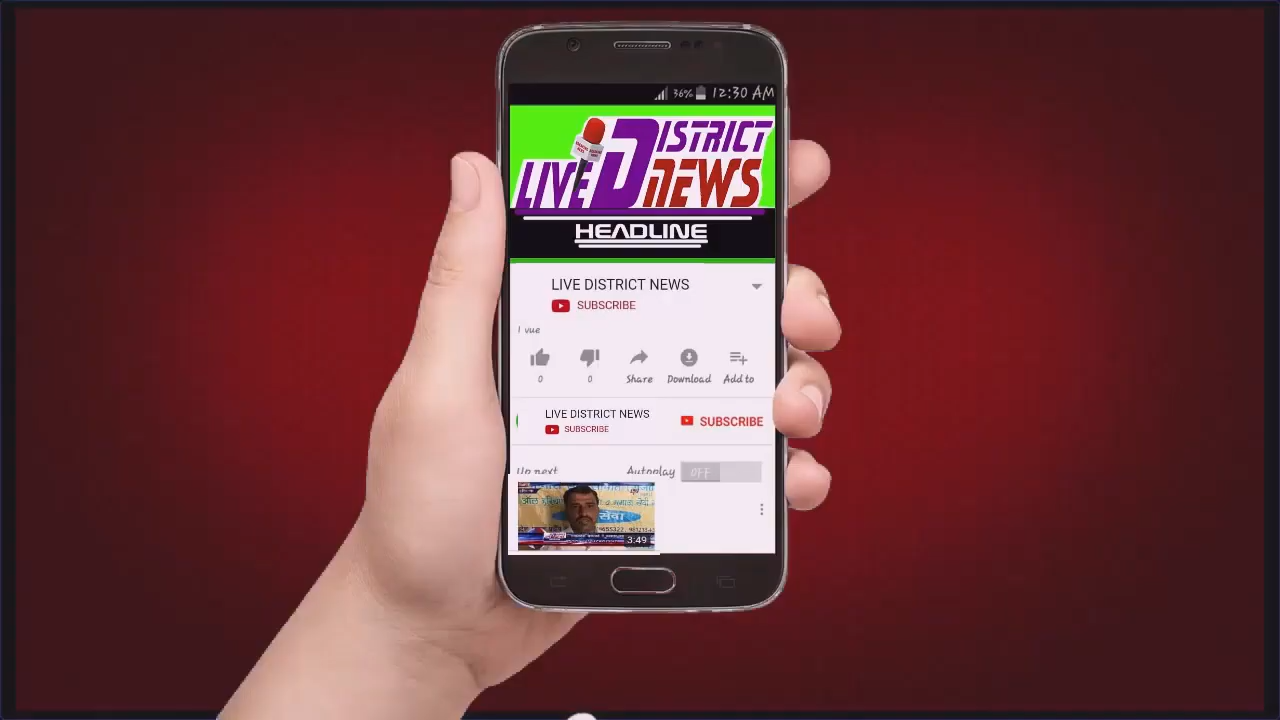 36% 12:30 AM
LIVE DISTRICT NEWS
HEADLINE
LIVE DISTRICT NEWS
SUBSCRIBE
1 vue
0 0 Share Download Add to
LIVE DISTRICT NEWS
SUBSCRIBE
SUBSCRIBE
Up next Autoplay OFF
सेवा
3:49